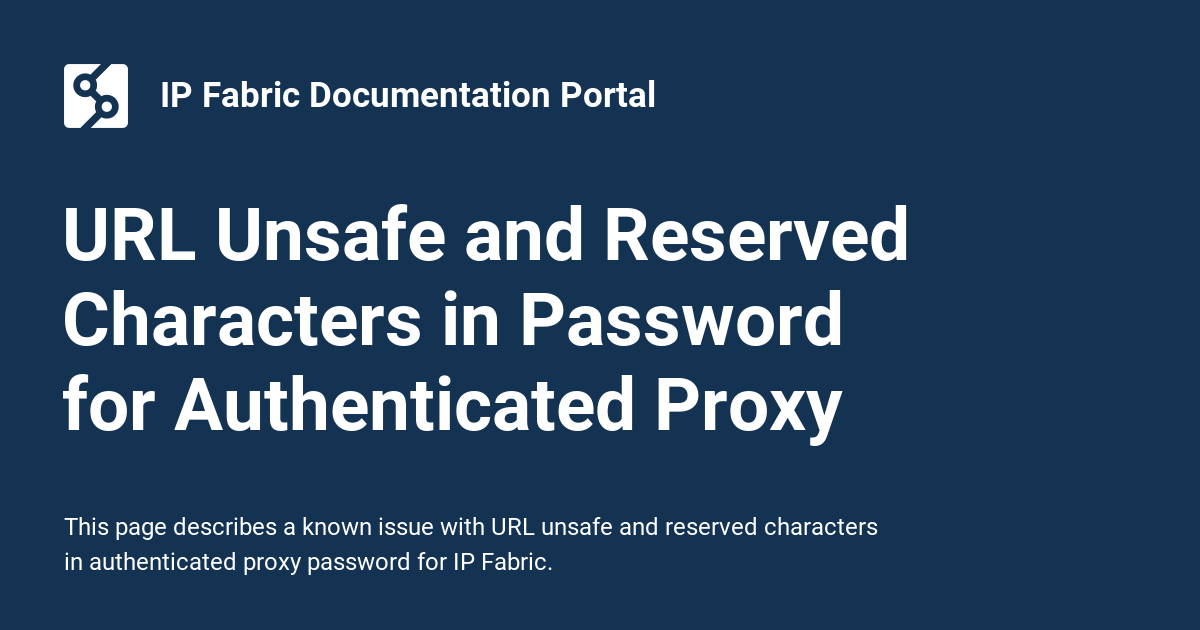 IP Fabric Documentation Portal
URL Unsafe and Reserved
Characters in Password
for Authenticated Proxy
This page describes a known issue with URL unsafe and reserved characters
in authenticated proxy password for IP Fabric.